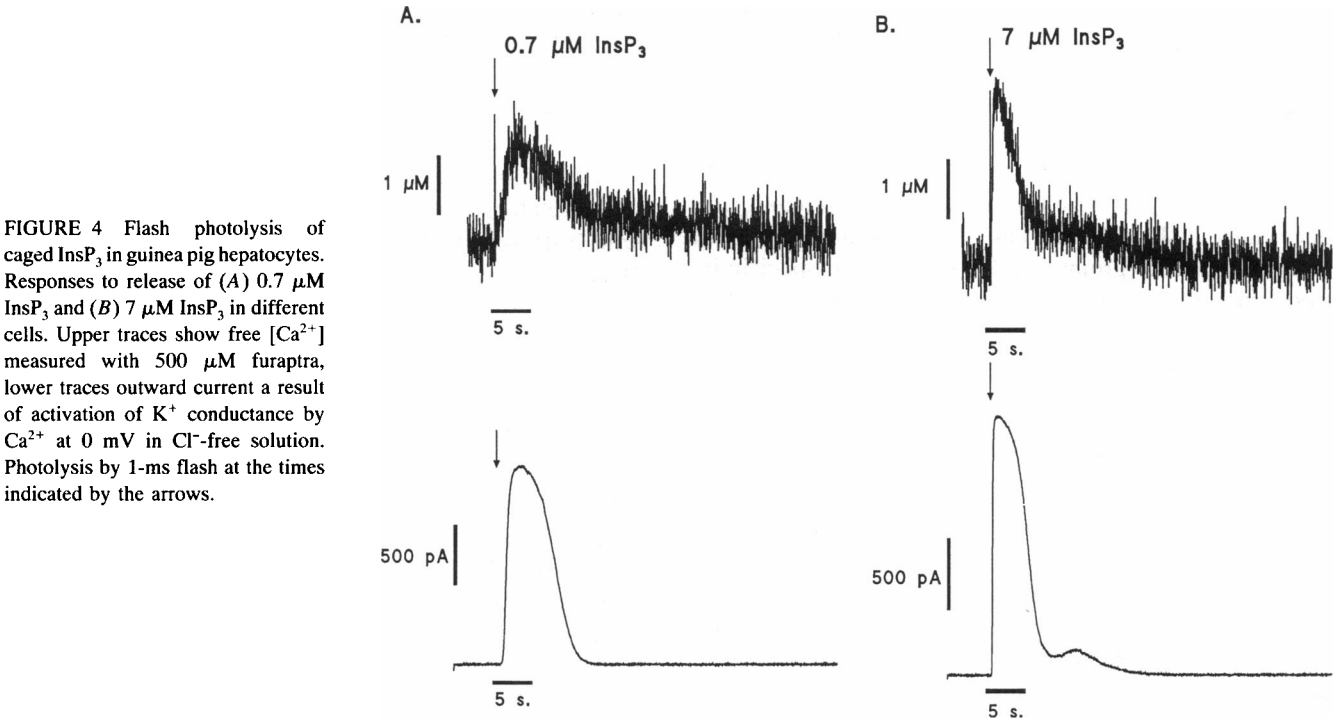 FIGURE 4 Flash photolysis of
caged InsP₃ in guinea pig hepatocytes.
Responses to release of (A) 0.7 μM
InsP₃ and (B) 7 μM InsP₃ in different
cells. Upper traces show free [Ca²⁺]
measured with 500 μM furaptra,
lower traces outward current a result
of activation of K⁺ conductance by
Ca²⁺ at 0 mV in Cl⁻-free solution.
Photolysis by 1-ms flash at the times
indicated by the arrows.
A.
0.7 μM InsP₃
1 μM
5 s.
500 pA
5 s.
B.
7 μM InsP₃
1 μM
5 s.
500 pA
5 s.